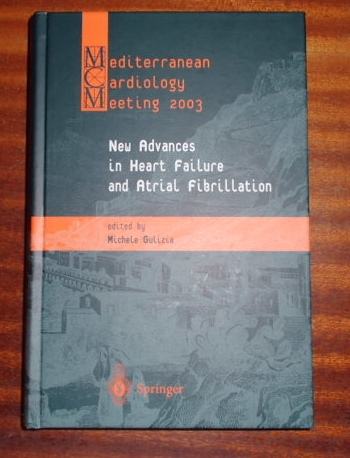 Mediterranean
Cardiology
Meeting 2003
New Advances
in Heart Failure
and Atrial Fibrillation
edited by
Michele Gulizia
Springer